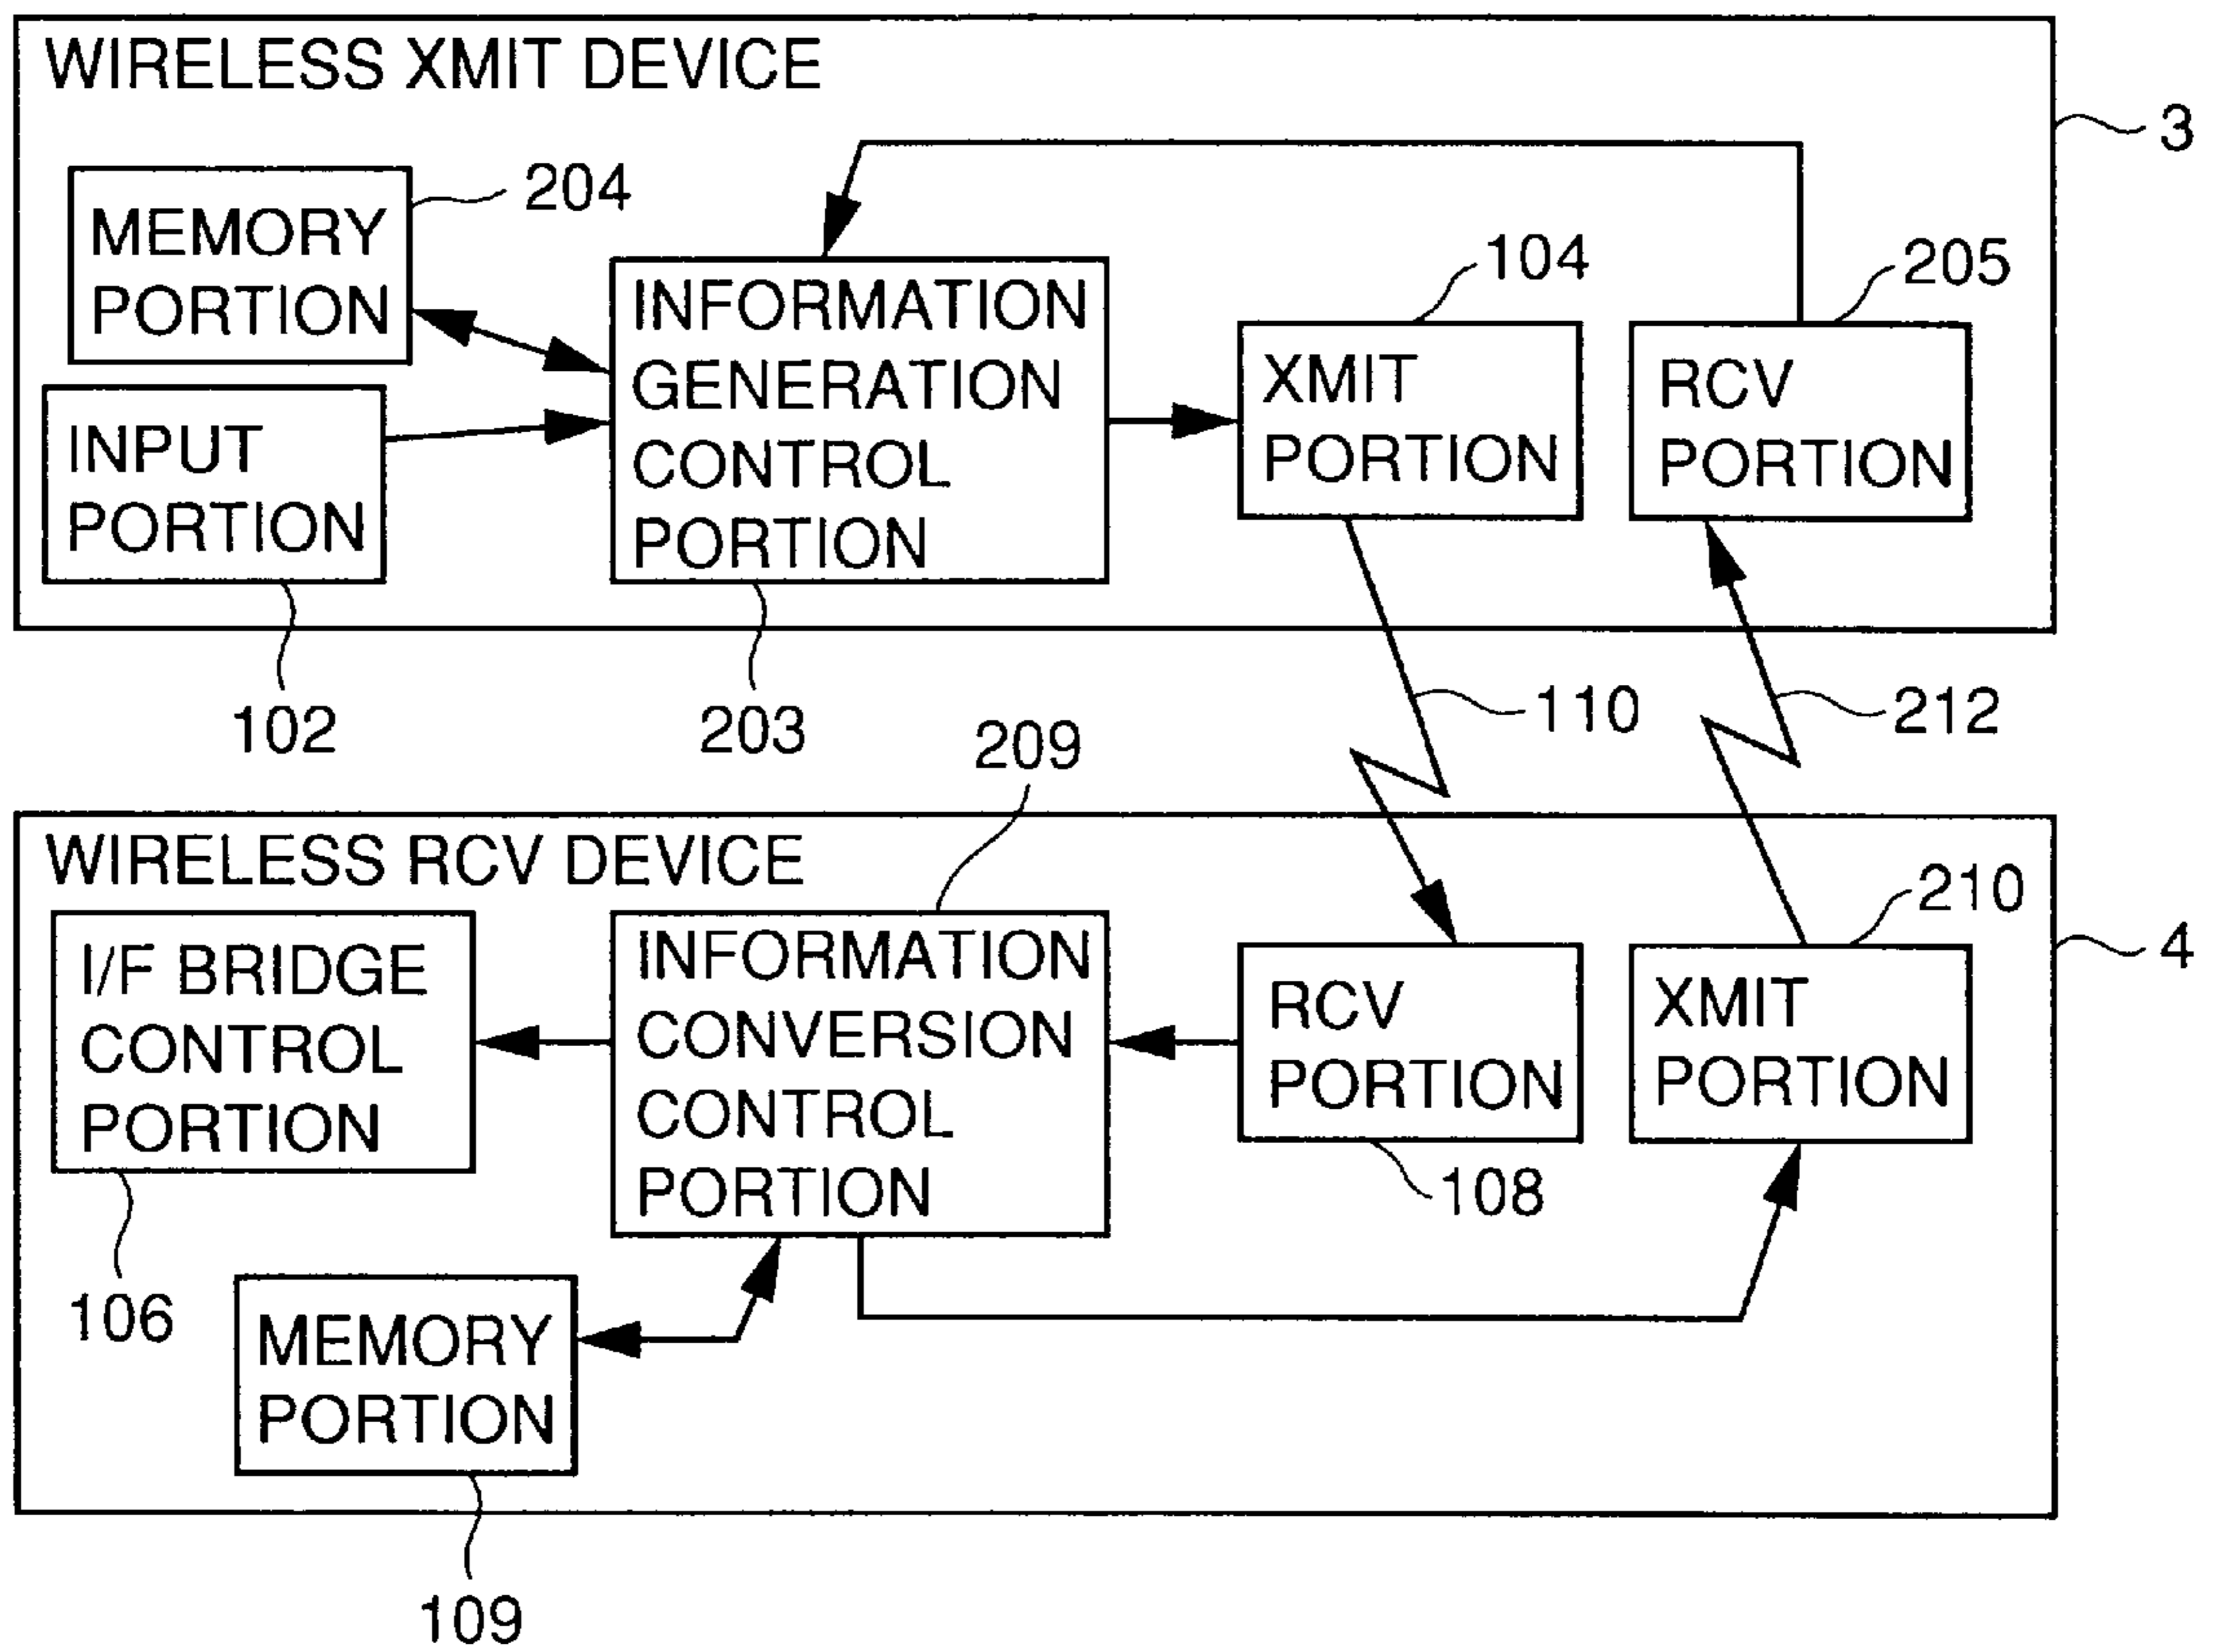 WIRELESS XMIT DEVICE
3
MEMORY
PORTION
204
INPUT
PORTION
102
INFORMATION
GENERATION
CONTROL
PORTION
203
104
XMIT
PORTION
205
RCV
PORTION
110
212
209
WIRELESS RCV DEVICE
4
I/F BRIDGE
CONTROL
PORTION
106
INFORMATION
CONVERSION
CONTROL
PORTION
RCV
PORTION
108
210
XMIT
PORTION
MEMORY
PORTION
109